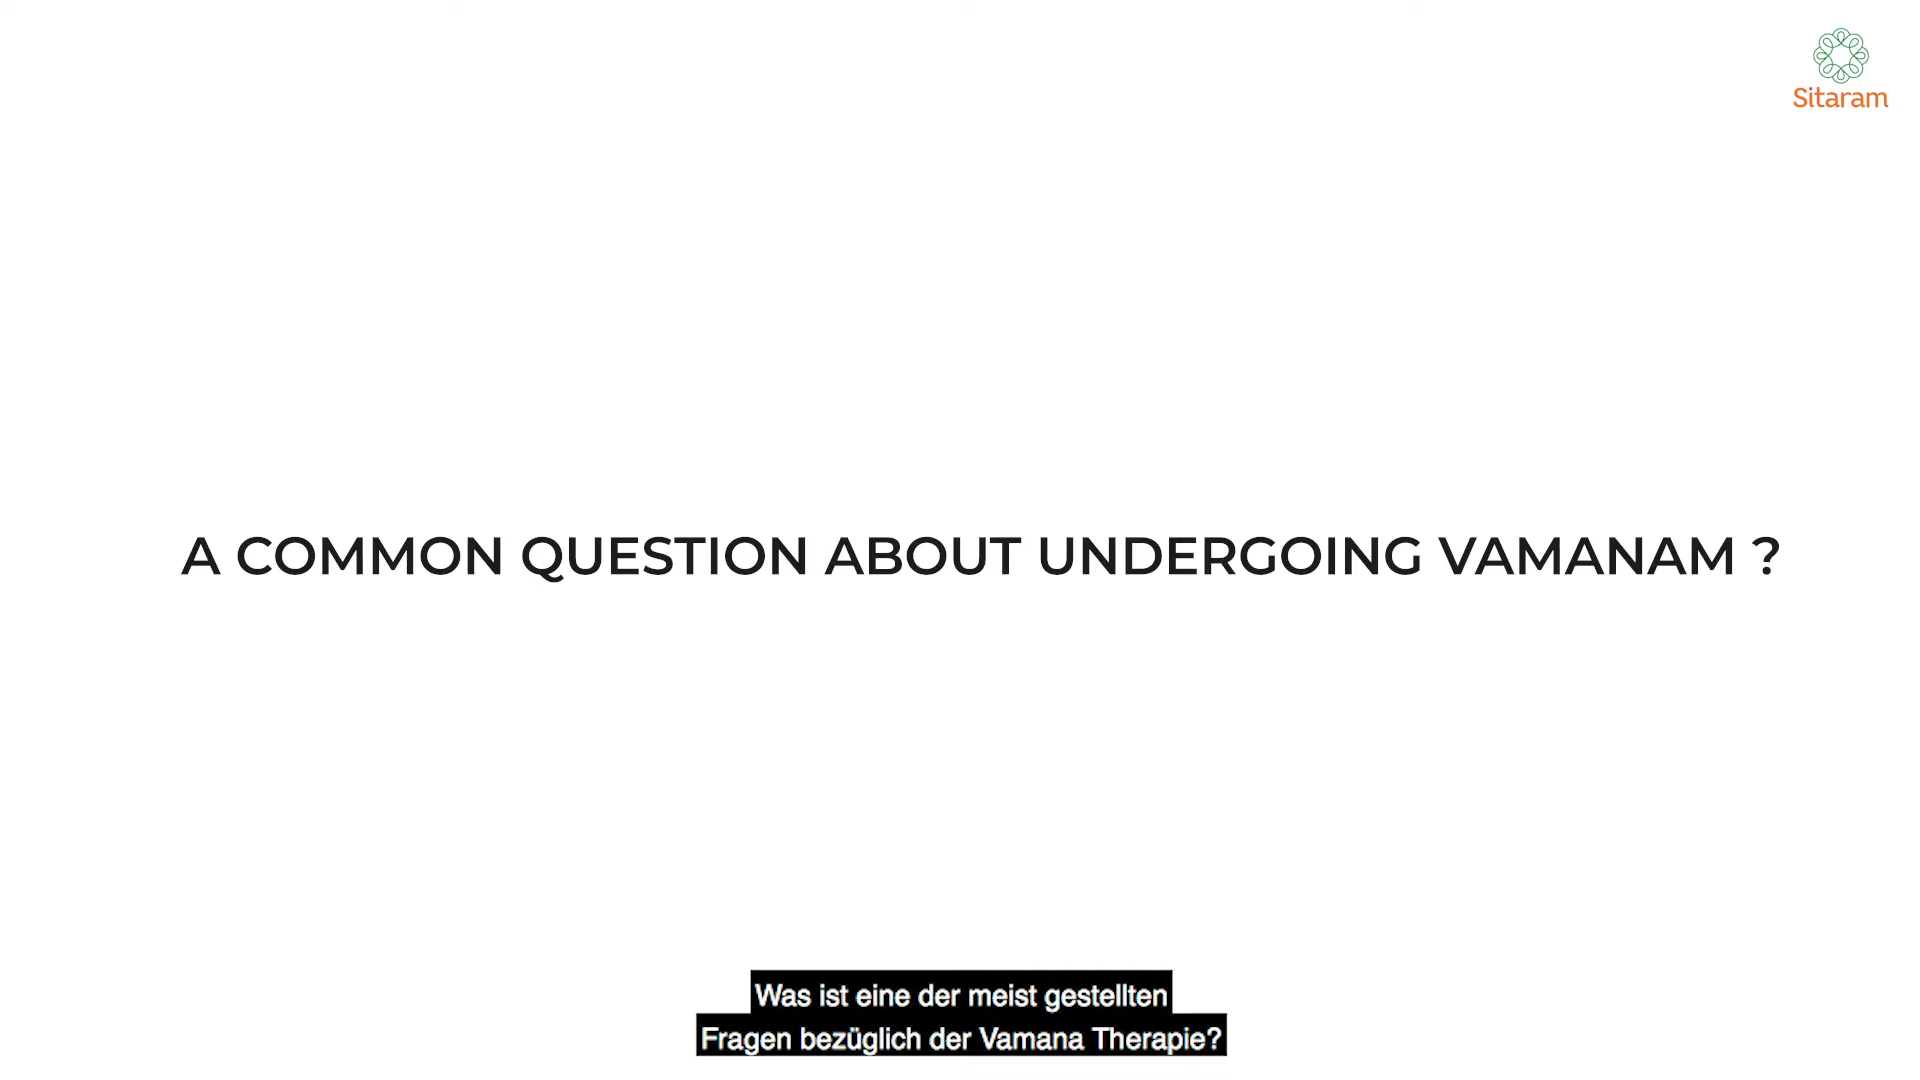 Sitaram
A COMMON QUESTION ABOUT UNDERGOING VAMANAM ?
Was ist eine der meist gestellten
Fragen bezüglich der Vamana Therapie?